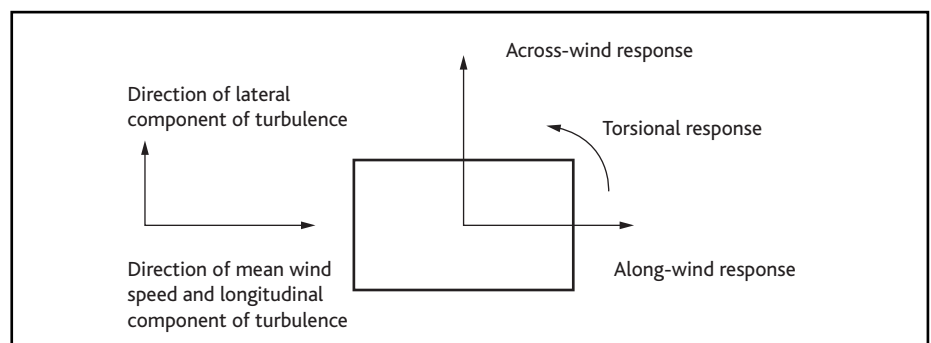 Across-wind response
Direction of lateral
component of turbulence
Torsional response
Direction of mean wind
speed and longitudinal
component of turbulence
Along-wind response